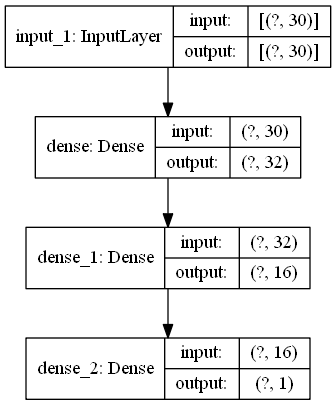 input_1: InputLayer
input: [(?, 30)]
output: [(?, 30)]
dense: Dense
input: (?, 30)
output: (?, 32)
dense_1: Dense
input: (?, 32)
output: (?, 16)
dense_2: Dense
input: (?, 16)
output: (?, 1)